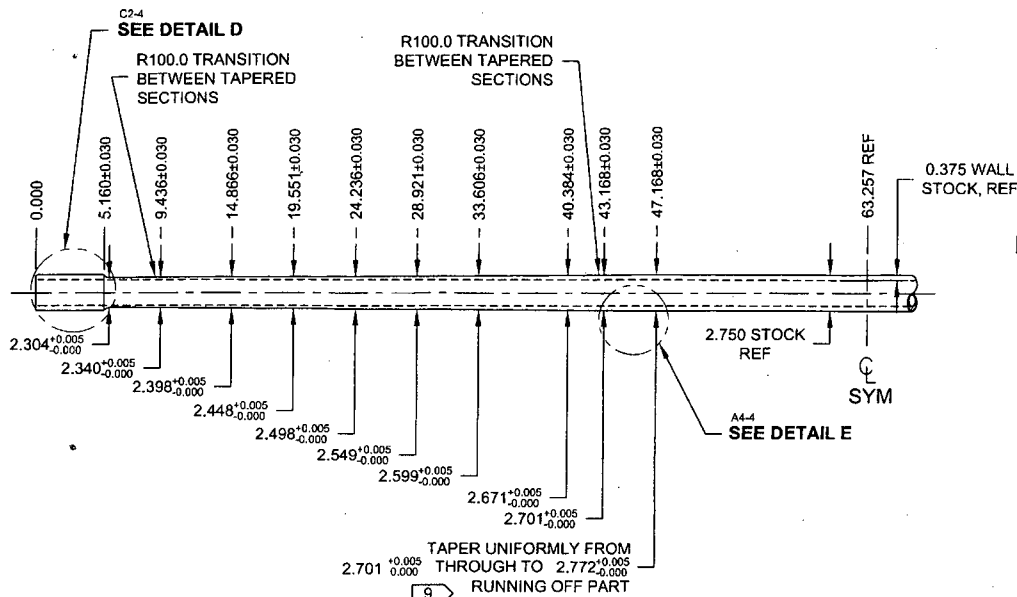 C2-4
SEE DETAIL D
R100.0 TRANSITION
BETWEEN TAPERED
SECTIONS
R100.0 TRANSITION
BETWEEN TAPERED
SECTIONS
0.000
5.160±0.030
9.436±0.030
14.866±0.030
19.551±0.030
24.236±0.030
28.921±0.030
33.606±0.030
40.384±0.030
43.168±0.030
47.168±0.030
63.257 REF
0.375 WALL
STOCK, REF
2.304 +0.005 -0.000
2.340 +0.005 -0.000
2.398 +0.005 -0.000
2.448 +0.005 -0.000
2.498 +0.005 -0.000
2.549 +0.005 -0.000
2.599 +0.005 -0.000
2.671 +0.005 -0.000
2.701 +0.005 -0.000
2.750 STOCK
REF
℄
SYM
A4-4
SEE DETAIL E
TAPER UNIFORMLY FROM
2.701 +0.005 0.000 THROUGH TO 2.772 +0.005 -0.000
9 RUNNING OFF PART